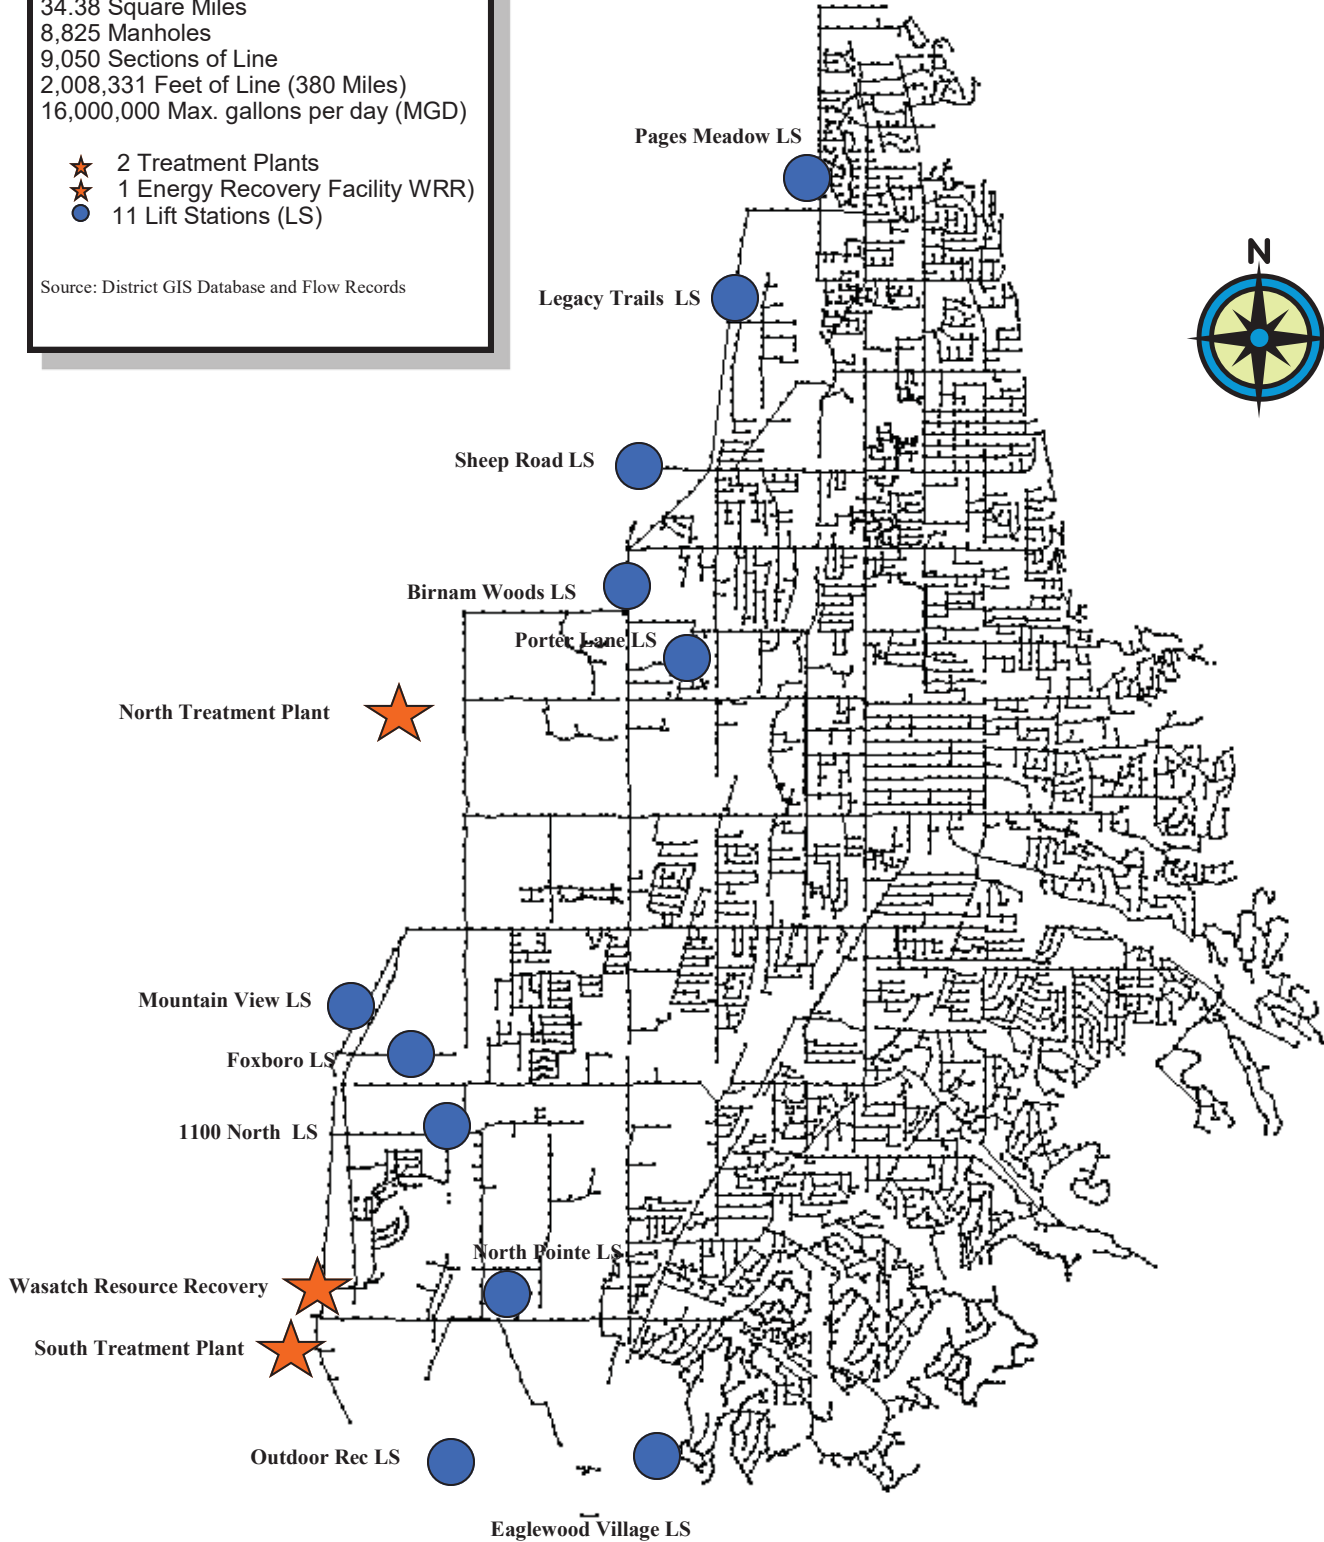 34.38 Square Miles
8,825 Manholes
9,050 Sections of Line
2,008,331 Feet of Line (380 Miles)
16,000,000 Max. gallons per day (MGD)
2 Treatment Plants
1 Energy Recovery Facility WRR)
11 Lift Stations (LS)
Source: District GIS Database and Flow Records
Pages Meadow LS
N
Legacy Trails LS
Sheep Road LS
Birnam Woods LS
Porter Lane LS
North Treatment Plant
Mountain View LS
Foxboro LS
1100 North LS
North Pointe LS
Wasatch Resource Recovery
South Treatment Plant
Outdoor Rec LS
Eaglewood Village LS